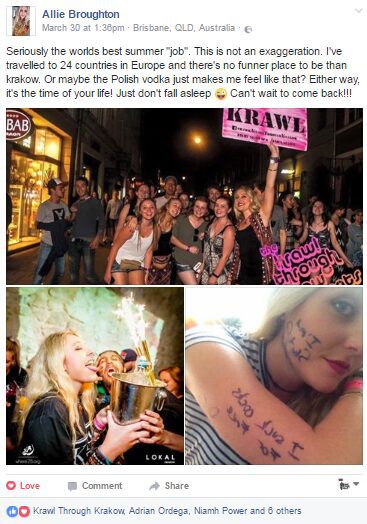 Allie Broughton
March 30 at 1:36pm · Brisbane, QLD, Australia ·
Seriously the worlds best summer "job". This is not an exaggeration. I've
travelled to 24 countries in Europe and there's no funner place to be than
krakow. Or maybe the Polish vodka just makes me feel like that? Either way,
it's the time of your life! Just don't fall asleep 😜 Can't wait to come back!!!
BAB
KRAWL
the
Krawl
through
LOKAL
Love Comment Share
Krawl Through Krakow, Adrian Ordega, Niamh Power and 6 others